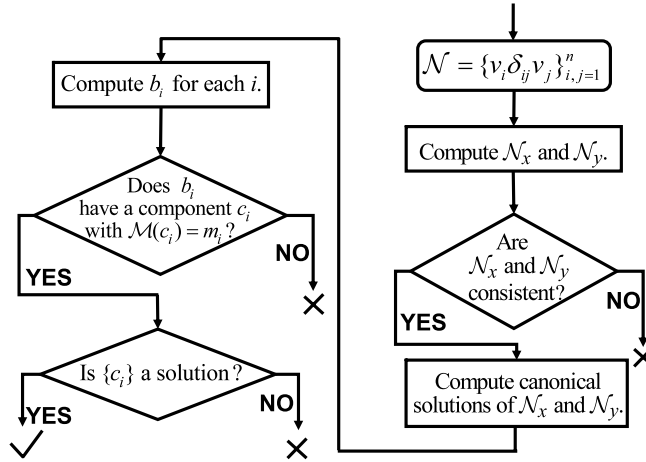 𝒩 = {v_i δ_ij v_j}^n_{i,j=1}
Compute 𝒩_x and 𝒩_y.
Are
𝒩_x and 𝒩_y
consistent?
YES
NO
Compute canonical
solutions of 𝒩_x and 𝒩_y.
Compute b_i for each i.
Does b_i
have a component c_i
with ℳ(c_i) = m_i ?
YES
NO
Is {c_i} a solution ?
YES
NO